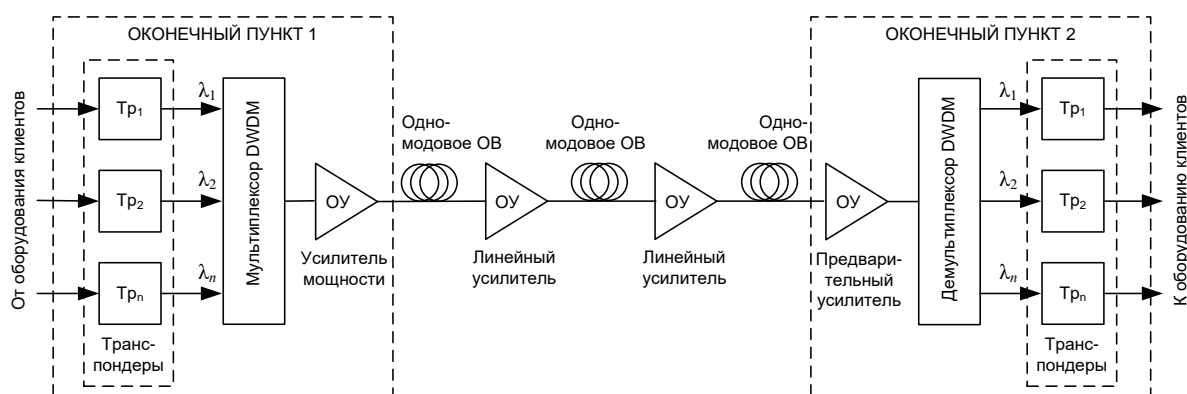 ОКОНЕЧНЫЙ ПУНКТ 1
От оборудования клиентов
Тр1
λ1
Тр2
λ2
Трn
λn
Транс-
пондеры
Мультиплексор DWDM
ОУ
Усилитель
мощности
Одно-
модовое ОВ
ОУ
Линейный
усилитель
Одно-
модовое ОВ
ОУ
Линейный
усилитель
Одно-
модовое ОВ
ОКОНЕЧНЫЙ ПУНКТ 2
ОУ
Предвари-
тельный
усилитель
Демультиплексор DWDM
λ1
Тр1
λ2
Тр2
λn
Трn
Транс-
пондеры
К оборудованию клиентов